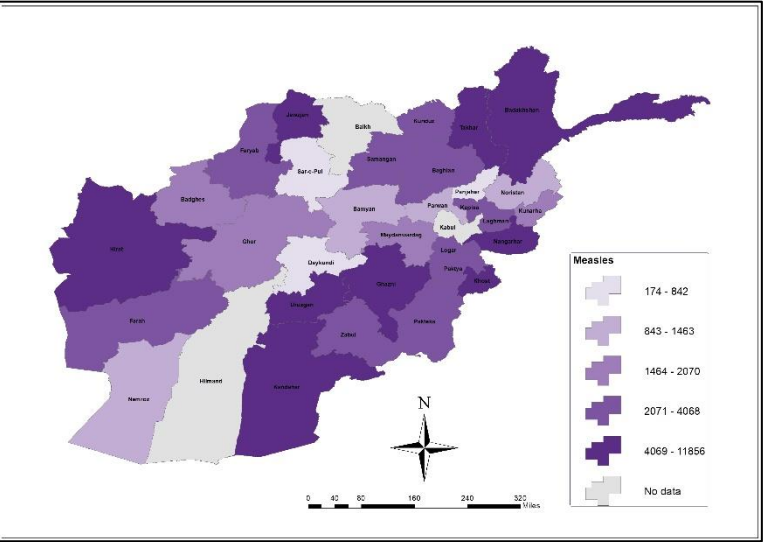 Jawzjan
Balkh
Kunduz
Takhar
Badakhshan
Faryab
Sar-e-Pul
Samangan
Baghlan
Badghes
Panjsher
Noristan
Bamyan
Parwan
Kapisa
Laghman
Kunarha
Hirat
Ghor
Maydanwardag
Kabul
Nangarhar
Daykundi
Logar
Paktya
Khost
Ghazni
Uruzgan
Farah
Zabul
Paktika
Nemroz
Hilmand
Kandahar
Measles
174 - 842
843 - 1463
1464 - 2070
2071 - 4068
4069 - 11856
No data
N
0 40 80 160 240 320
Miles